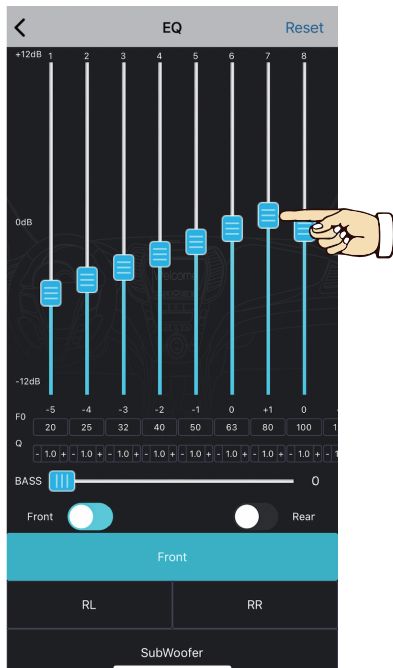 EQ Reset
+12dB 1 2 3 4 5 6 7 8
0dB
-12dB
-5 -4 -3 -2 -1 0 +1 0
F0 20 25 32 40 50 63 80 100
Q - 1.0 + - 1.0 + - 1.0 + - 1.0 + - 1.0 + - 1.0 + - 1.0 + - 1.0 + -
BASS 0
Front Rear
Front
RL RR
SubWoofer